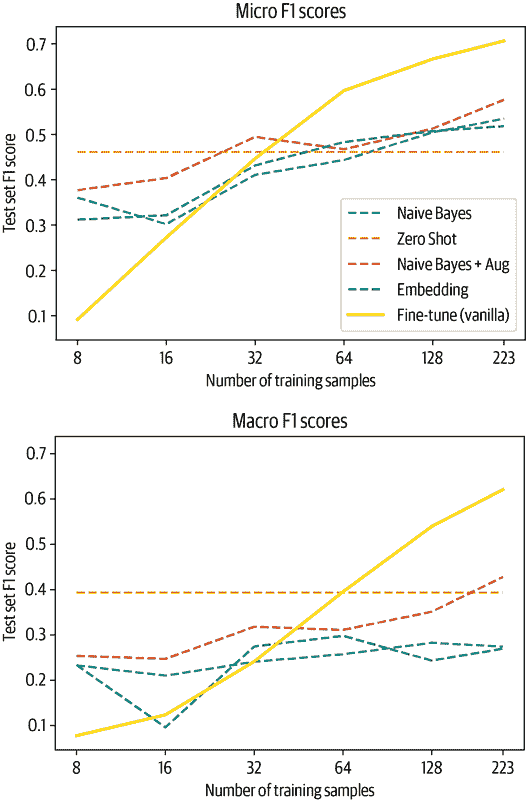 Micro F1 scores
0.7
0.6
0.5
0.4
0.3
0.2
0.1
Test set F1 score
Naive Bayes
Zero Shot
Naive Bayes + Aug
Embedding
Fine-tune (vanilla)
8 16 32 64 128 223
Number of training samples
Macro F1 scores
0.7
0.6
0.5
0.4
0.3
0.2
0.1
Test set F1 score
8 16 32 64 128 223
Number of training samples